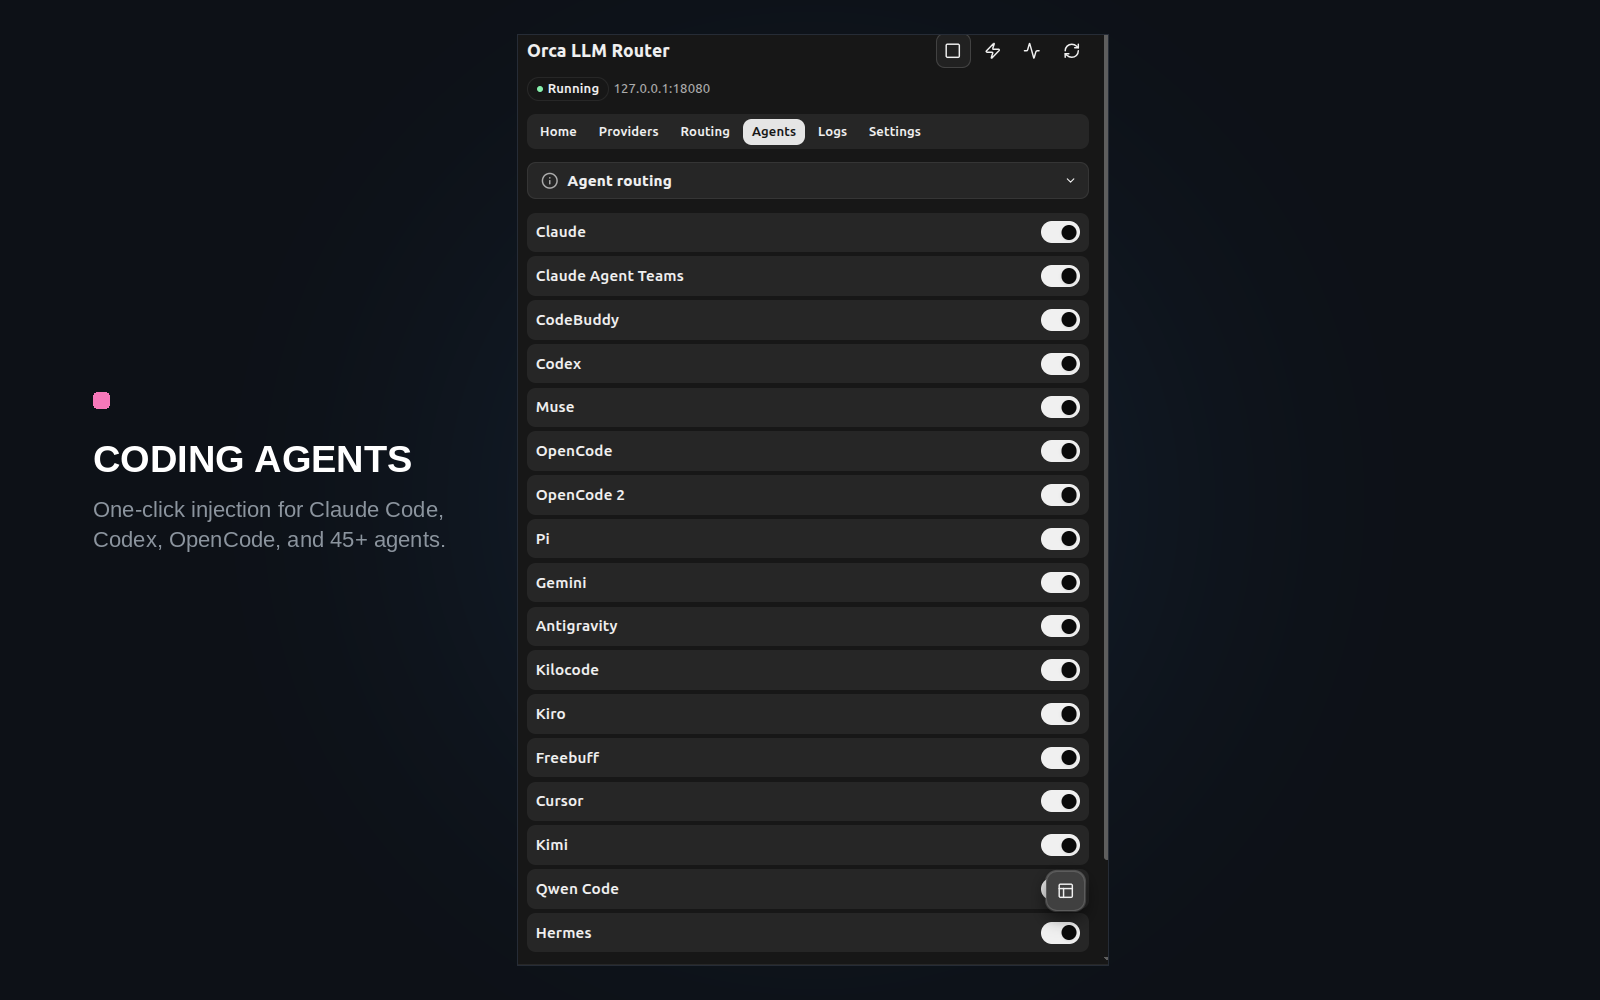 CODING AGENTS
One-click injection for Claude Code,
Codex, OpenCode, and 45+ agents.
Orca LLM Router
Running 127.0.0.1:18080
Home Providers Routing Agents Logs Settings
Agent routing
Claude
Claude Agent Teams
CodeBuddy
Codex
Muse
OpenCode
OpenCode 2
Pi
Gemini
Antigravity
Kilocode
Kiro
Freebuff
Cursor
Kimi
Qwen Code
Hermes